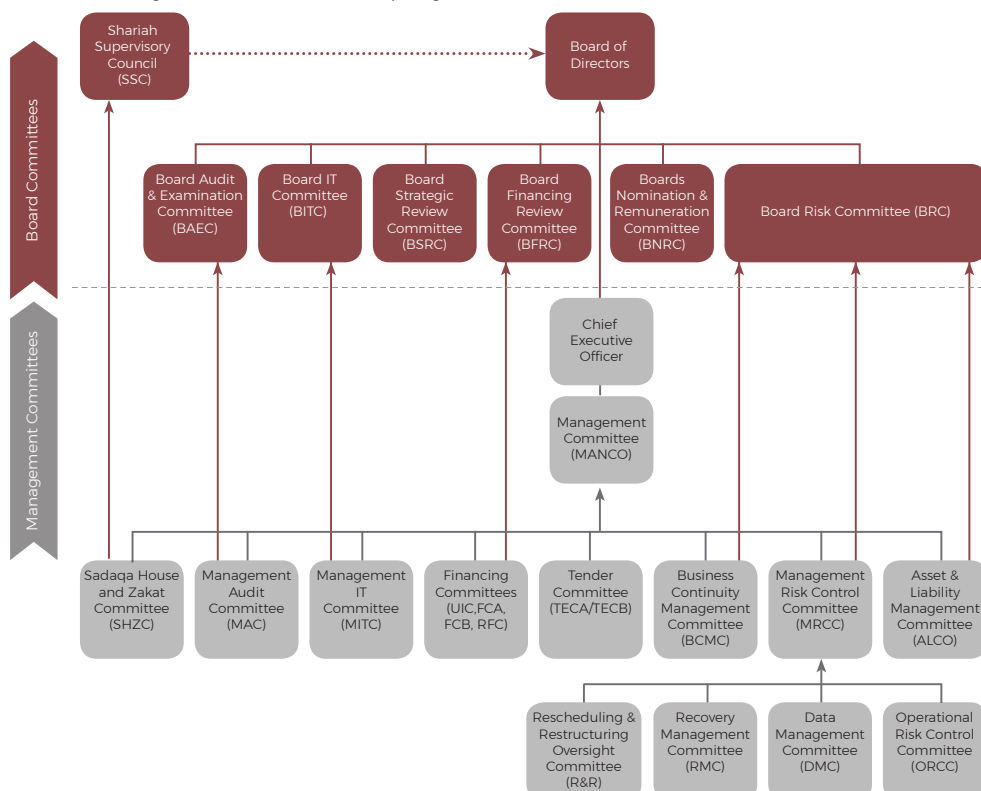 Shariah
Supervisory
Council
(SSC)
Board of
Directors
Board Committees
Board Audit
& Examination
Committee
(BAEC)
Board IT
Committee
(BITC)
Board
Strategic
Review
Committee
(BSRC)
Board
Financing
Review
Committee
(BFRC)
Boards
Nomination &
Remuneration
Committee
(BNRC)
Board Risk Committee (BRC)
Management Committees
Chief
Executive
Officer
Management
Committee
(MANCO)
Sadaqa House
and Zakat
Committee
(SHZC)
Management
Audit
Committee
(MAC)
Management
IT
Committee
(MITC)
Financing
Committees
(UIC,FCA,
FCB, RFC)
Tender
Committee
(TECA/TECB)
Business
Continuity
Management
Committee
(BCMC)
Management
Risk Control
Committee
(MRCC)
Asset &
Liability
Management
Committee
(ALCO)
Rescheduling &
Restructuring
Oversight
Committee
(R&R)
Recovery
Management
Committee
(RMC)
Data
Management
Committee
(DMC)
Operational
Risk Control
Committee
(ORCC)